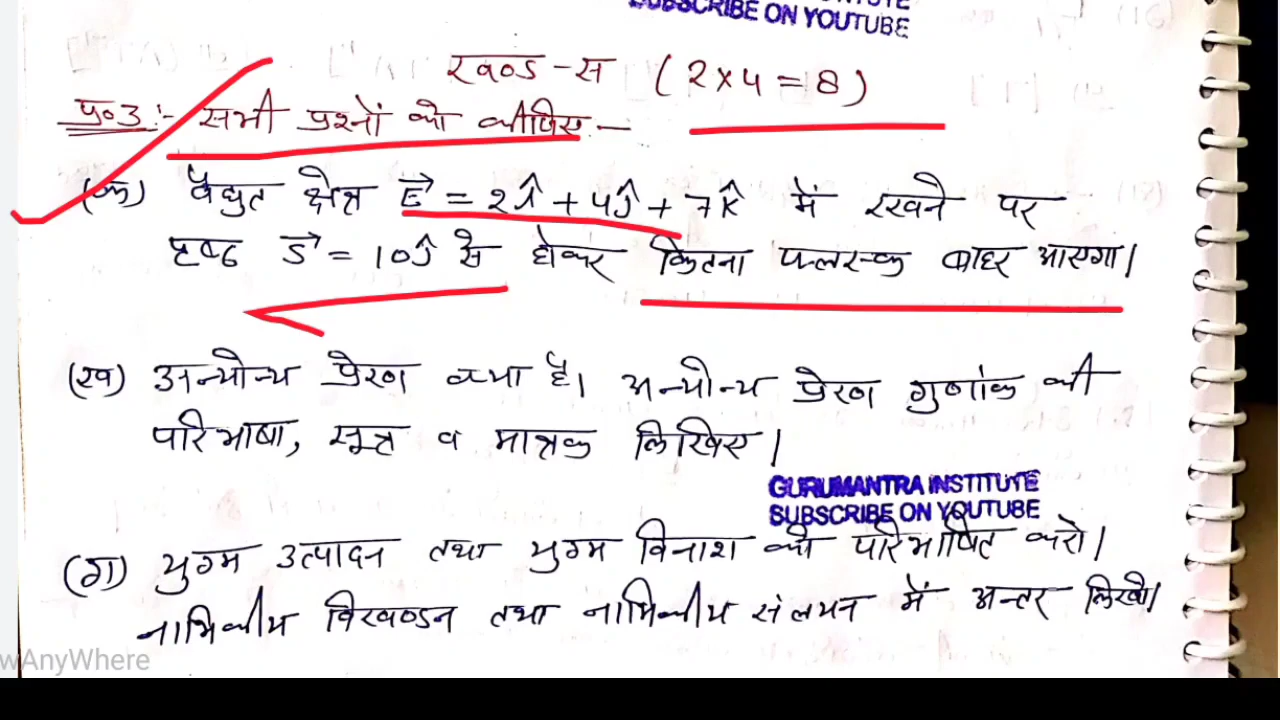 SUBSCRIBE ON YOUTUBE
खण्ड-स (2×4=8)
प्र०3:- सभी प्रश्नों को कीजिए:-
(क) वैद्युत क्षेत्र E⃗ = 2î + 4ĵ + 7k̂ में रखने पर
पृष्ठ S⃗ = 10ĵ से होकर कितना फ्लक्स बाहर आएगा।
(ख) अन्योन्य प्रेरण क्या है। अन्योन्य प्रेरण गुणांक की
परिभाषा, सूत्र व मात्रक लिखिए।
GURUMANTRA INSTITUTE
SUBSCRIBE ON YOUTUBE
(ग) युग्म उत्पादन तथा युग्म विनाश को परिभाषित करो।
नाभिकीय विखण्डन तथा नाभिकीय संलयन में अन्तर लिखो।
wAnyWhere